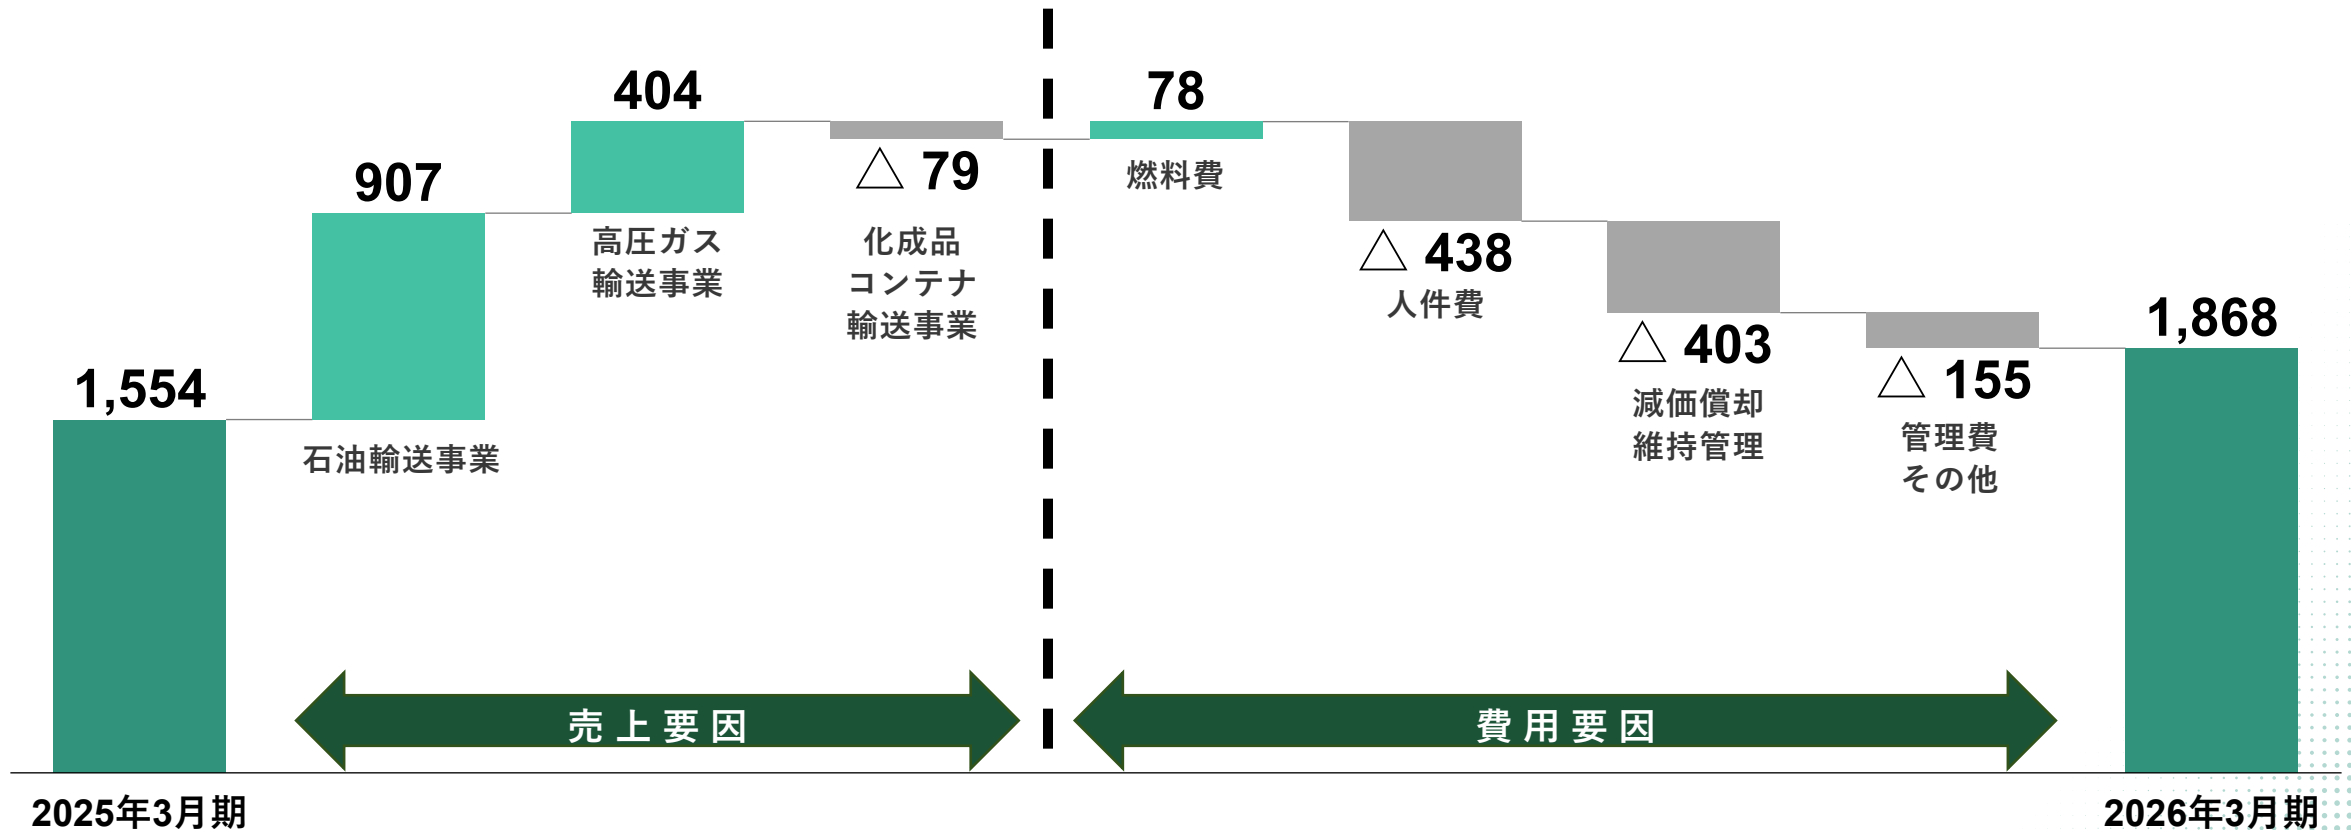 1,554
907
石油輸送事業
404
高圧ガス
輸送事業
△ 79
化成品
コンテナ
輸送事業
78
燃料費
△ 438
人件費
△ 403
減価償却
維持管理
△ 155
管理費
その他
1,868
売上要因
費用要因
2025年3月期
2026年3月期